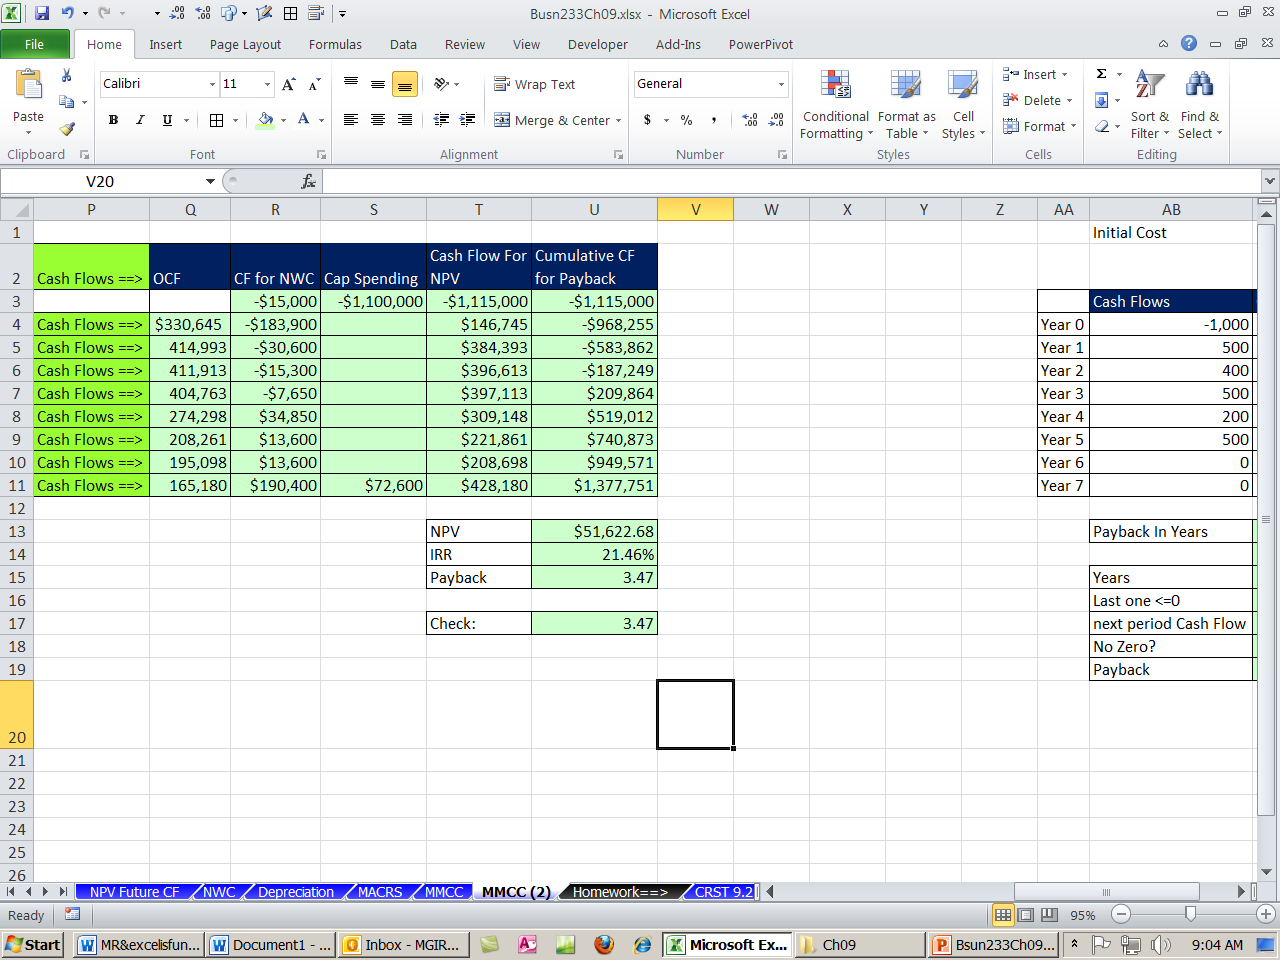 Busn233Ch09.xlsx - Microsoft Excel
File Home Insert Page Layout Formulas Data Review View Developer Add-Ins PowerPivot
Calibri 11 Wrap Text General Insert Σ
Paste B I U Merge & Center $ % , Conditional Formatting Format as Table Cell Styles Delete Format Sort & Filter Find & Select
Clipboard Font Alignment Number Styles Cells Editing
V20 fx
P Q R S T U V W X Y Z AA AB
1 Initial Cost
2 Cash Flows ==> OCF CF for NWC Cap Spending Cash Flow For NPV Cumulative CF for Payback
3 -$15,000 -$1,100,000 -$1,115,000 -$1,115,000 Cash Flows
4 Cash Flows ==> $330,645 -$183,900 $146,745 -$968,255 Year 0 -1,000
5 Cash Flows ==> 414,993 -$30,600 $384,393 -$583,862 Year 1 500
6 Cash Flows ==> 411,913 -$15,300 $396,613 -$187,249 Year 2 400
7 Cash Flows ==> 404,763 -$7,650 $397,113 $209,864 Year 3 500
8 Cash Flows ==> 274,298 $34,850 $309,148 $519,012 Year 4 200
9 Cash Flows ==> 208,261 $13,600 $221,861 $740,873 Year 5 500
10 Cash Flows ==> 195,098 $13,600 $208,698 $949,571 Year 6 0
11 Cash Flows ==> 165,180 $190,400 $72,600 $428,180 $1,377,751 Year 7 0
12
13 NPV $51,622.68 Payback In Years
14 IRR 21.46%
15 Payback 3.47 Years
16 Last one <=0
17 Check: 3.47 next period Cash Flow
18 No Zero?
19 Payback
20
21
22
23
24
25
26
NPV Future CF NWC Depreciation MACRS MMCC MMCC (2) Homework==> CRST 9.2
Ready 95%
Start MR&excelisfun... Document1 - ... Inbox - MGIR... Microsoft Ex... Ch09 Bsun233Ch09... 9:04 AM